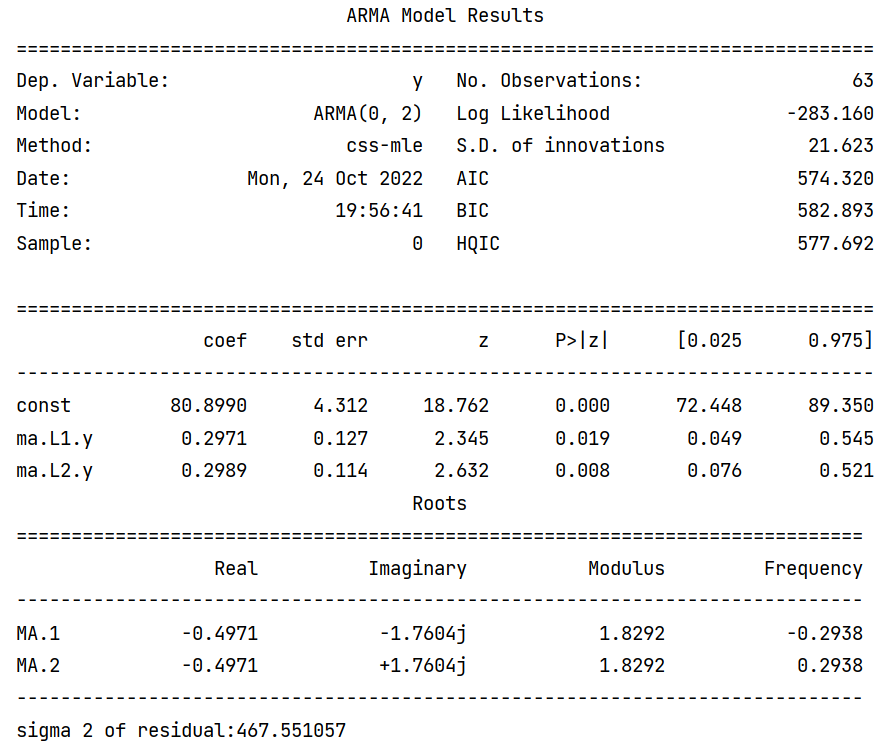 ARMA Model Results
==============================================================================
Dep. Variable:                      y   No. Observations:                   63
Model:                     ARMA(0, 2)   Log Likelihood                -283.160
Method:                       css-mle   S.D. of innovations             21.623
Date:                Mon, 24 Oct 2022   AIC                            574.320
Time:                        19:56:41   BIC                            582.893
Sample:                             0   HQIC                           577.692
==============================================================================
                 coef    std err          z      P>|z|      [0.025      0.975]
------------------------------------------------------------------------------
const         80.8990      4.312     18.762      0.000      72.448      89.350
ma.L1.y        0.2971      0.127      2.345      0.019       0.049       0.545
ma.L2.y        0.2989      0.114      2.632      0.008       0.076       0.521
                                    Roots
=============================================================================
                  Real          Imaginary           Modulus         Frequency
-----------------------------------------------------------------------------
MA.1           -0.4971           -1.7604j            1.8292           -0.2938
MA.2           -0.4971           +1.7604j            1.8292            0.2938
-----------------------------------------------------------------------------
sigma 2 of residual:467.551057